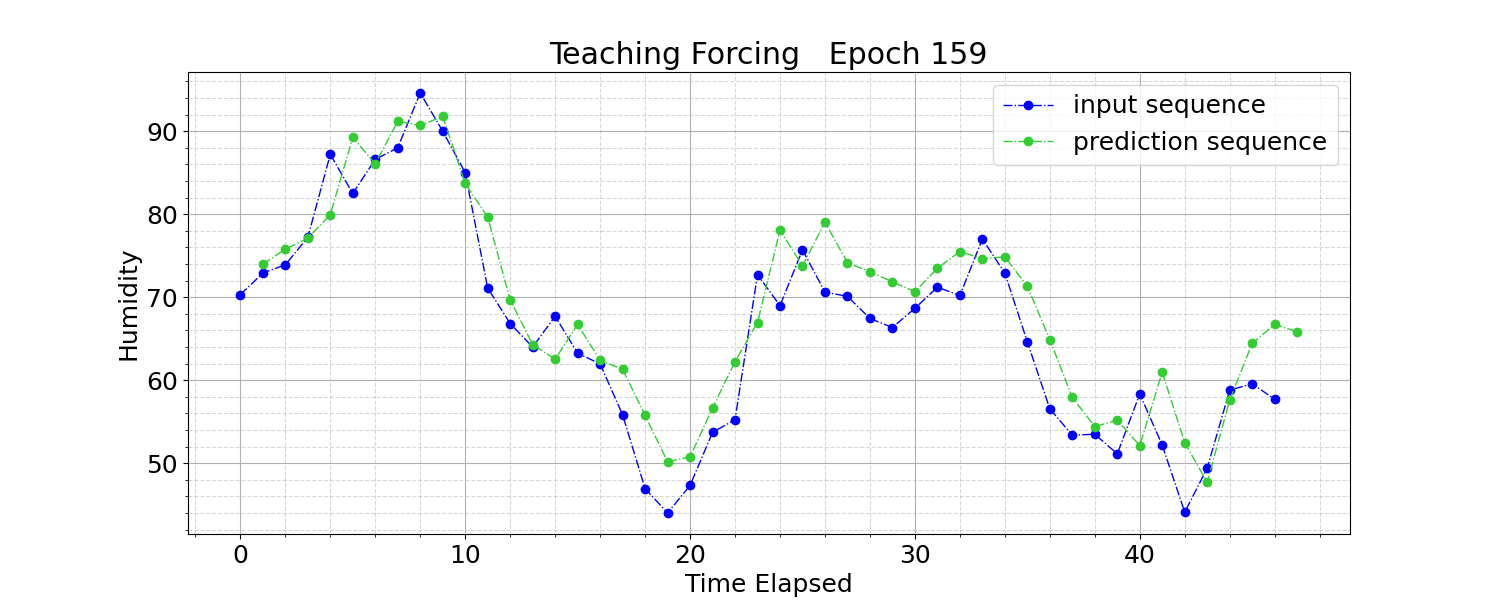 Teaching Forcing   Epoch 159
input sequence
prediction sequence
90
80
70
60
50
Humidity
0 10 20 30 40
Time Elapsed